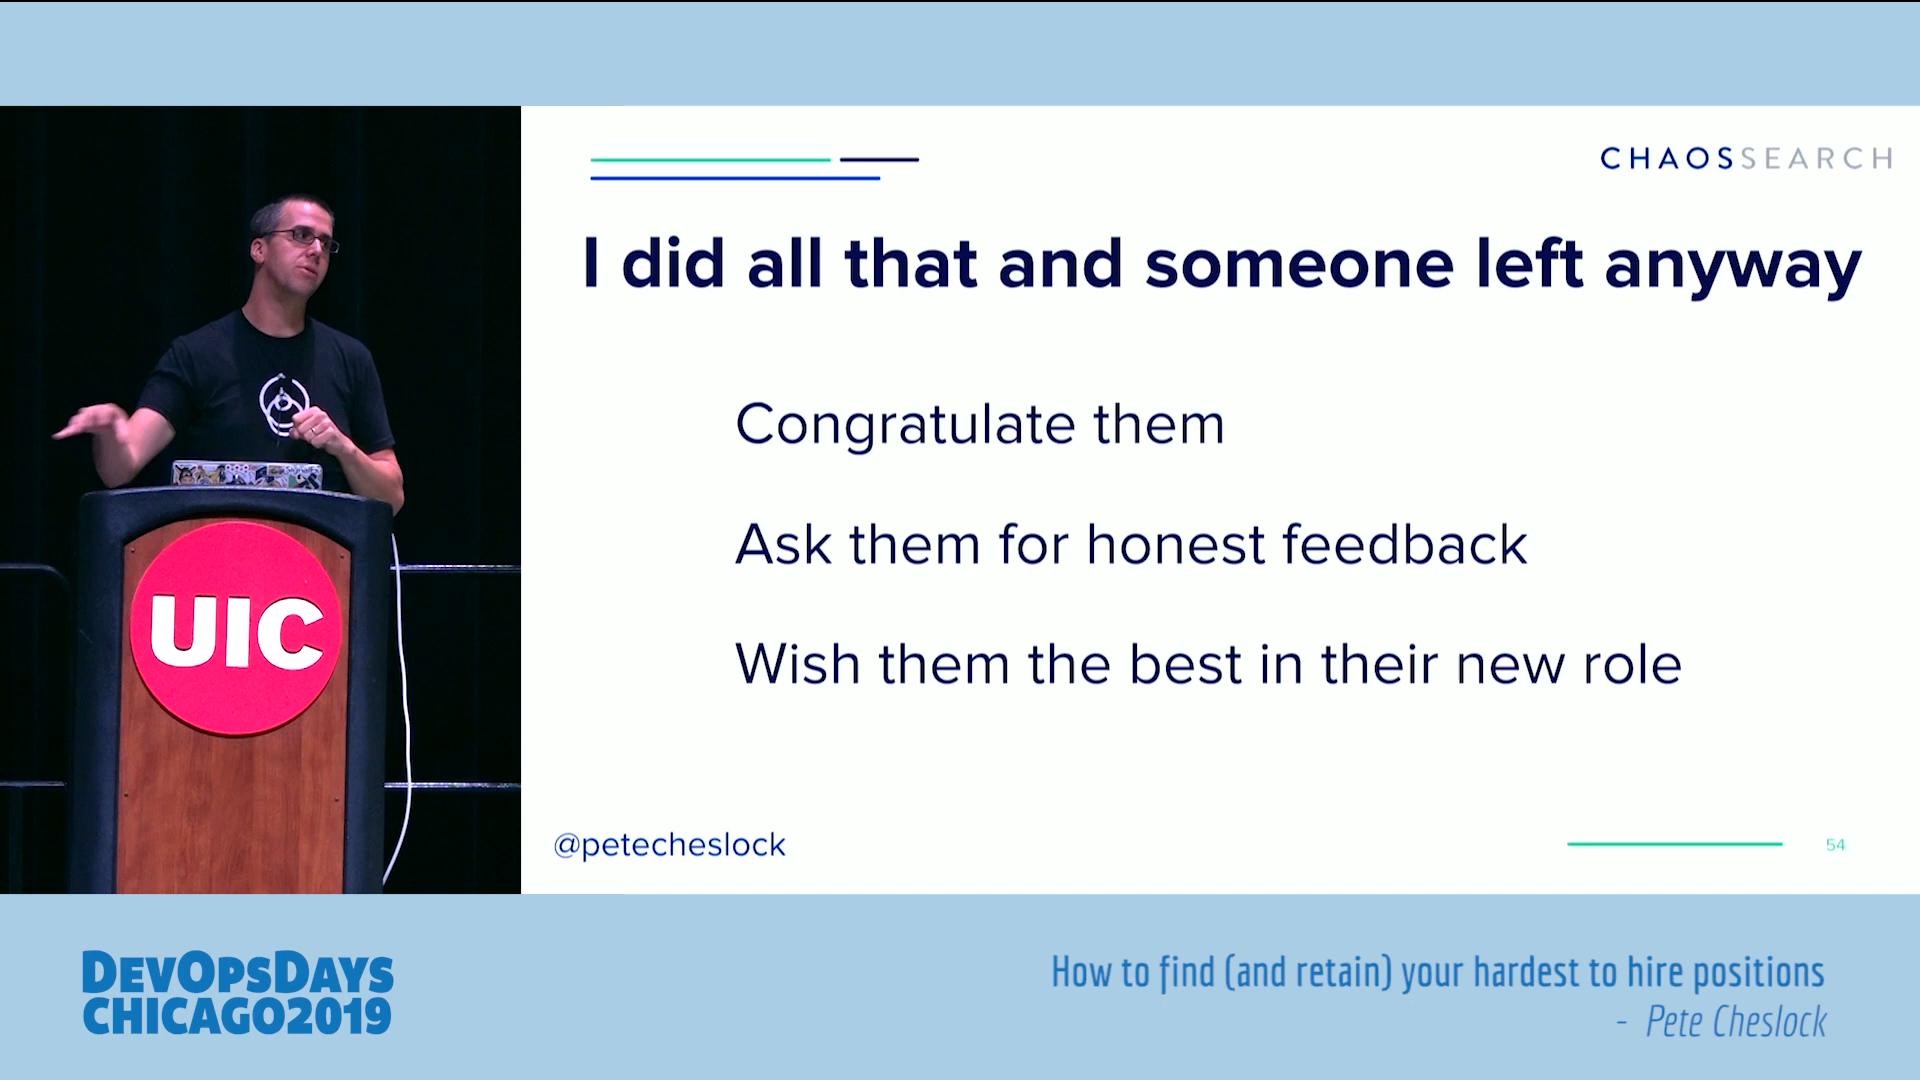 CHAOSSEARCH
I did all that and someone left anyway
Congratulate them
Ask them for honest feedback
Wish them the best in their new role
@petecheslock
54
UIC
DEVOPSDAYS
CHICAGO2019
How to find (and retain) your hardest to hire positions
- Pete Cheslock